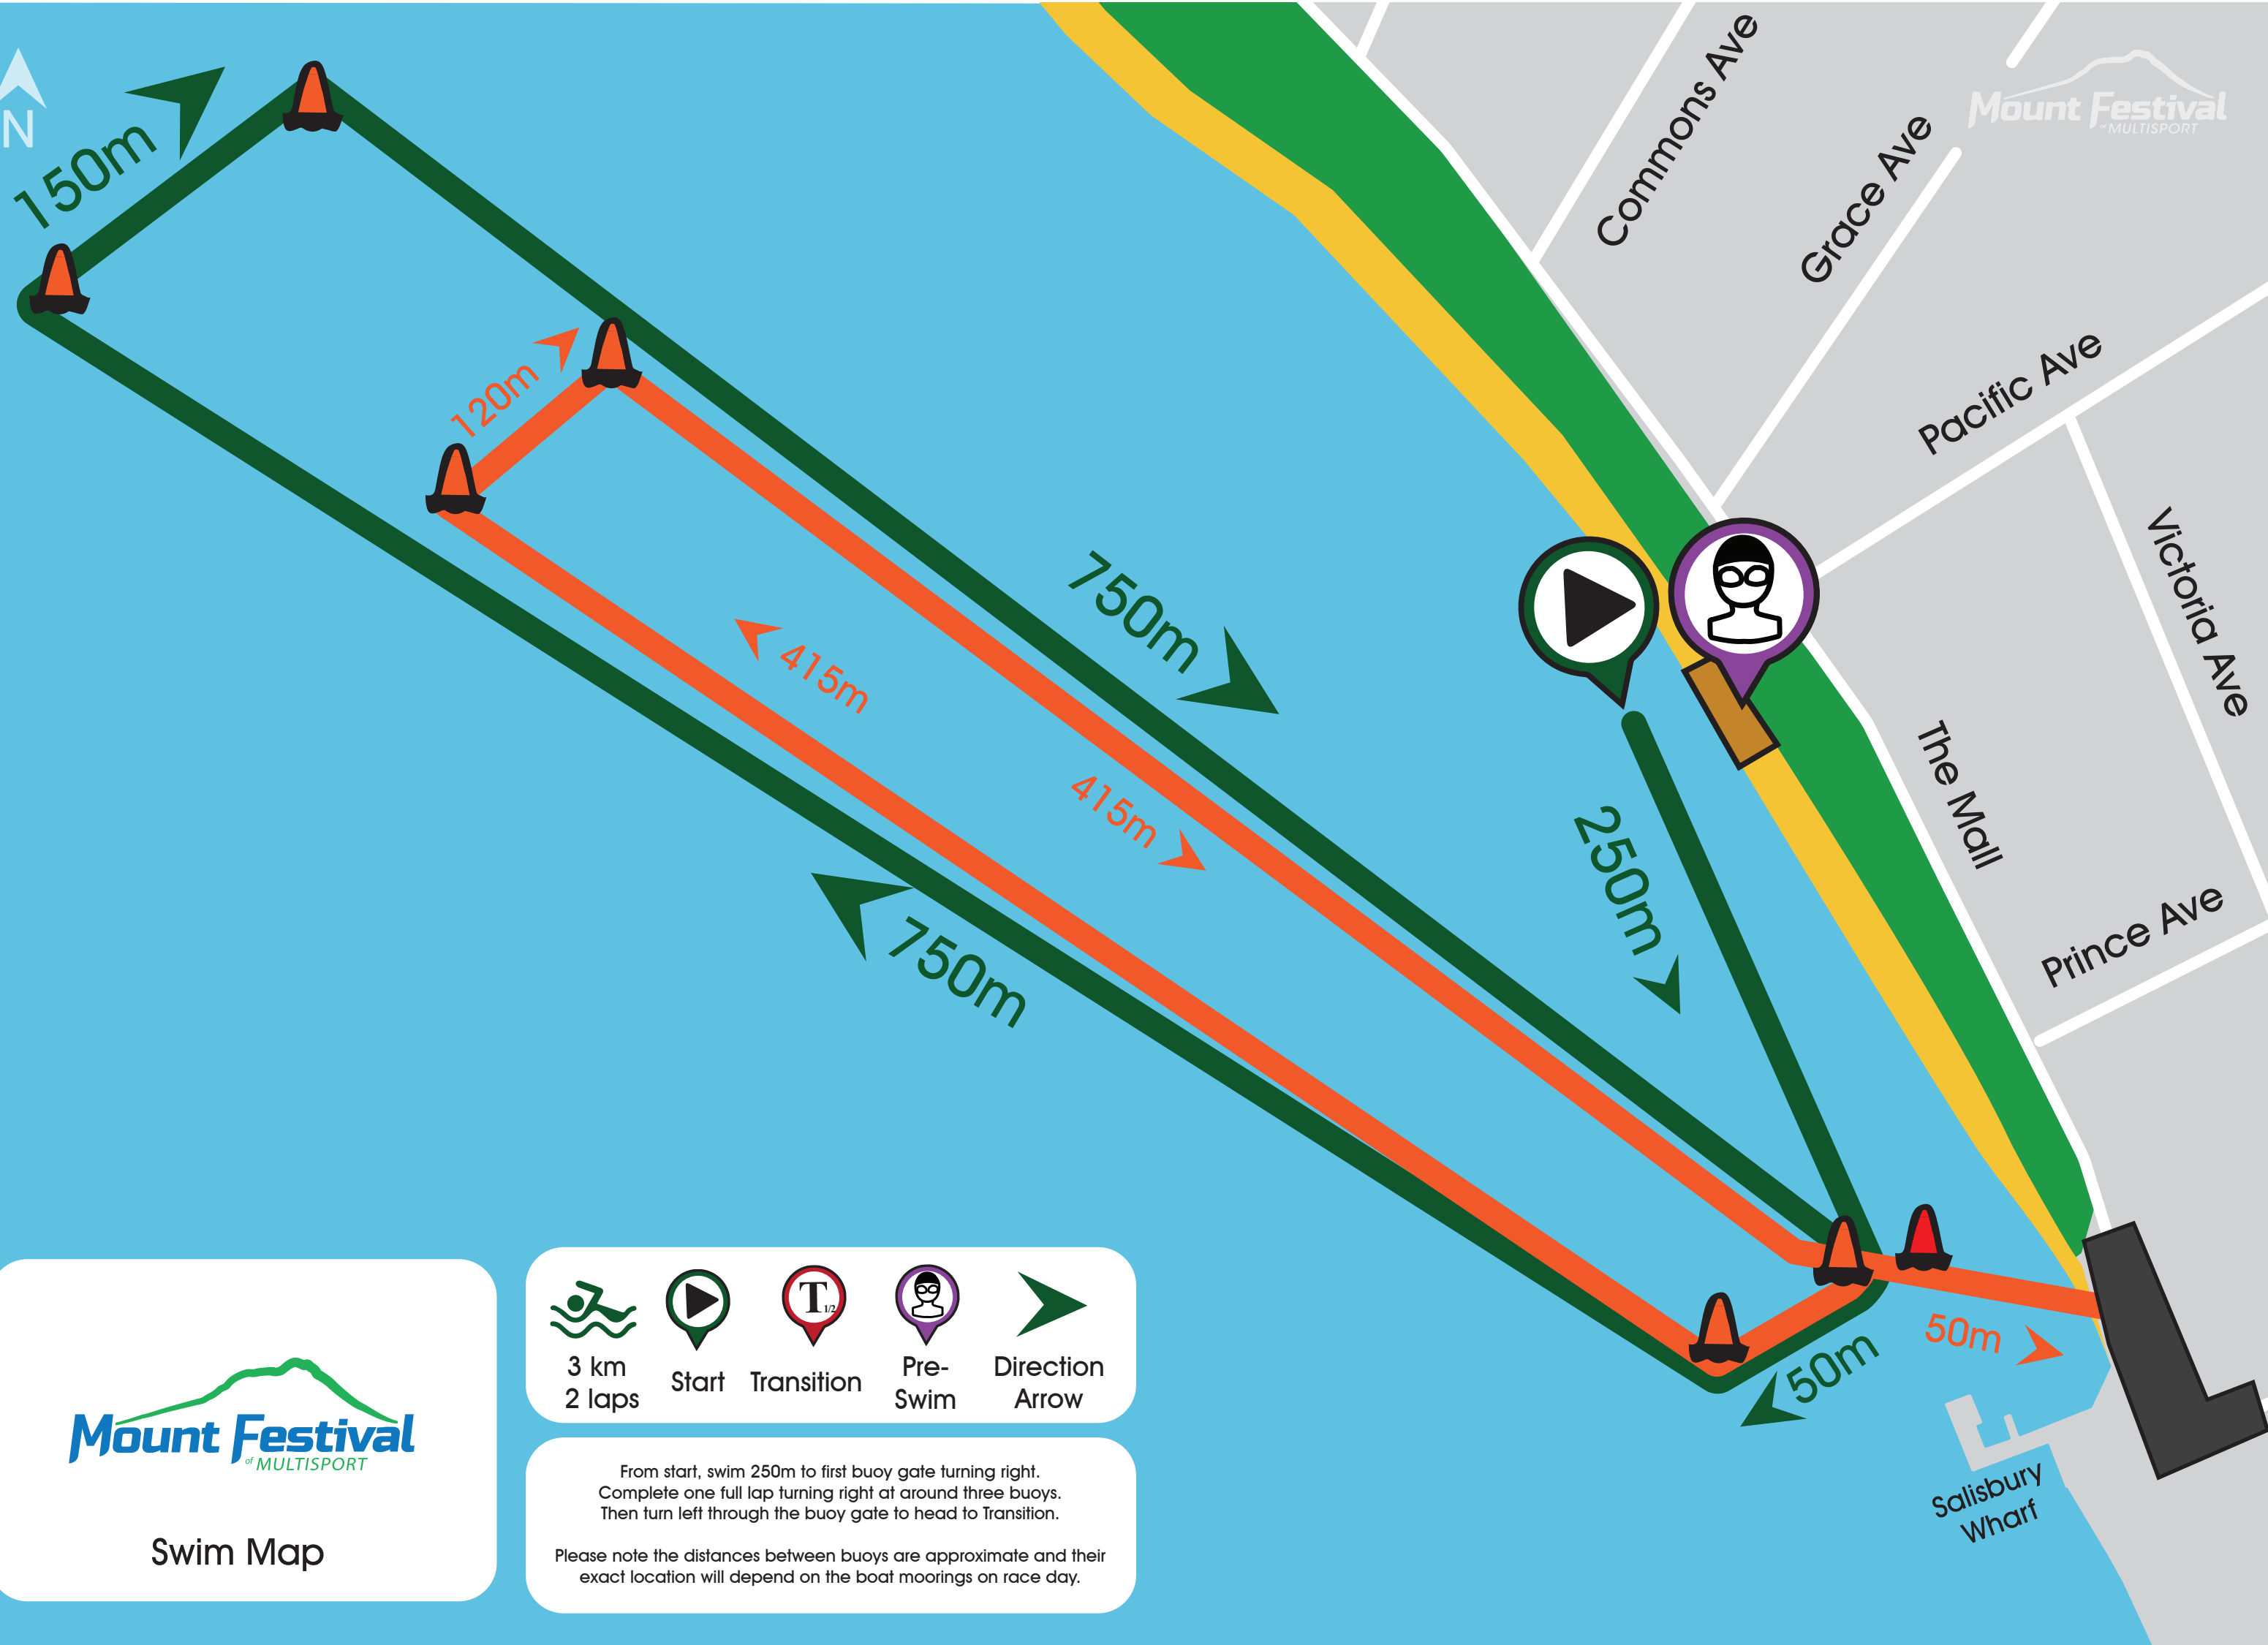 N
150m
120m
Commons Ave
Grace Ave
Mount Festival
of MULTISPORT
Pacific Ave
Victoria Ave
750m
415m
415m
The Mall
250m
750m
Prince Ave
50m
50m
Salisbury
Wharf
Mount Festival
of MULTISPORT
Swim Map
T 1/2
3 km
2 laps
Start
Transition
Pre-
Swim
Direction
Arrow
From start, swim 250m to first buoy gate turning right.
Complete one full lap turning right at around three buoys.
Then turn left through the buoy gate to head to Transition.
Please note the distances between buoys are approximate and their
exact location will depend on the boat moorings on race day.